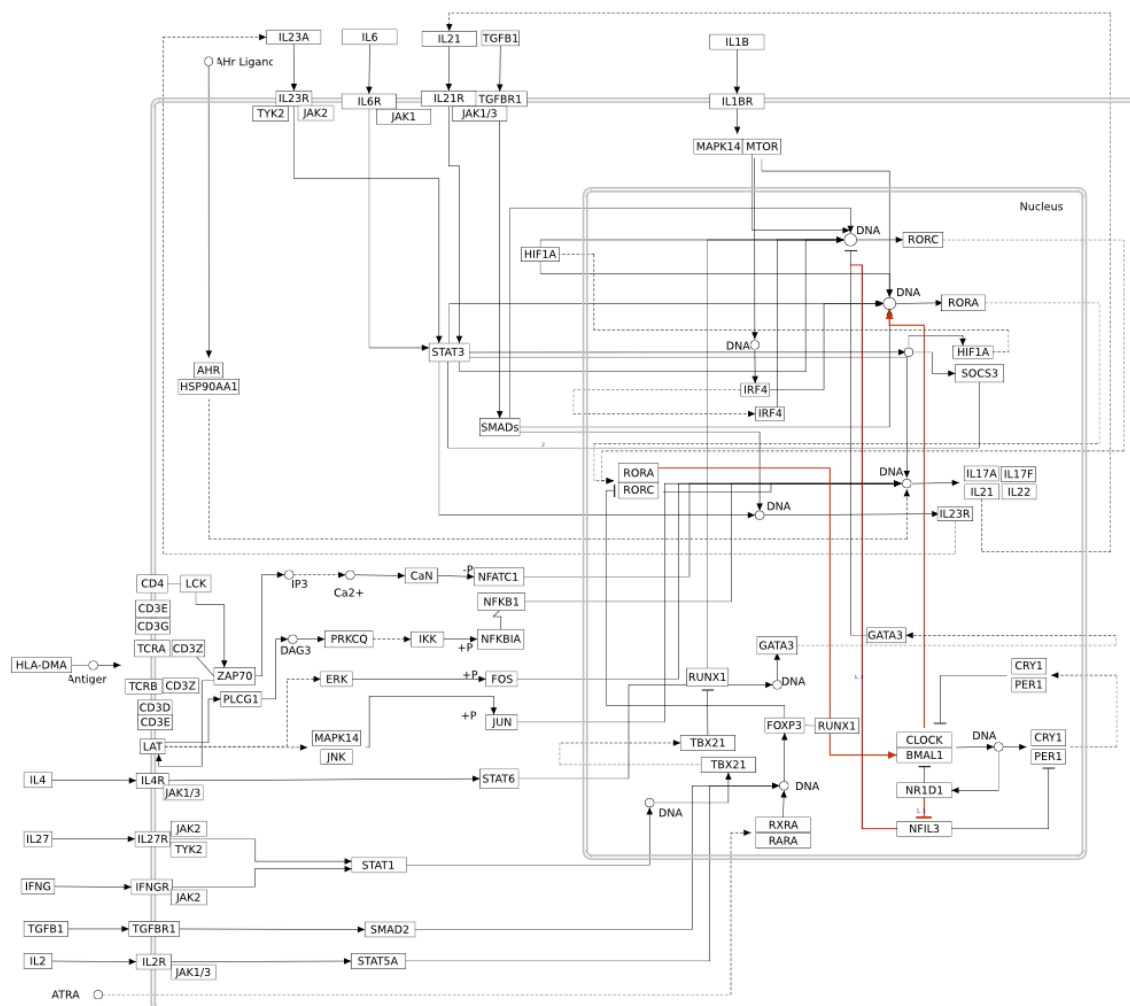 IL23A
IL6
IL21
TGFB1
IL1B
AHr Liganc
IL23R
TYK2
JAK2
IL6R
JAK1
IL21R
TGFBR1
JAK1/3
IL1BR
MAPK14
MTOR
Nucleus
DNA
RORC
HIF1A
DNA
RORA
STAT3
DNA
HIF1A
SOCS3
AHR
HSP90AA1
IRF4
IRF4
SMADs
2
RORA
RORC
DNA
IL17A
IL17F
IL21
IL22
DNA
IL23R
CD4
LCK
IP3
Ca2+
CaN
-P
NFATC1
CD3E
CD3G
NFKB1
TCRA
CD3Z
DAG3
PRKCQ
IKK
+P
NFKBIA
GATA3
GATA3
HLA-DMA
Antiger
ZAP70
TCRB
CD3Z
PLCG1
ERK
+P
FOS
RUNX1
DNA
CRY1
PER1
CD3D
CD3E
+P
JUN
FOXP3
RUNX1
LAT
MAPK14
JNK
TBX21
CLOCK
BMAL1
DNA
CRY1
PER1
IL4
IL4R
JAK1/3
STAT6
TBX21
DNA
NR1D1
DNA
RXRA
RARA
NFIL3
IL27
IL27R
JAK2
TYK2
STAT1
IFNG
IFNGR
JAK2
TGFB1
TGFBR1
SMAD2
IL2
IL2R
JAK1/3
STAT5A
ATRA